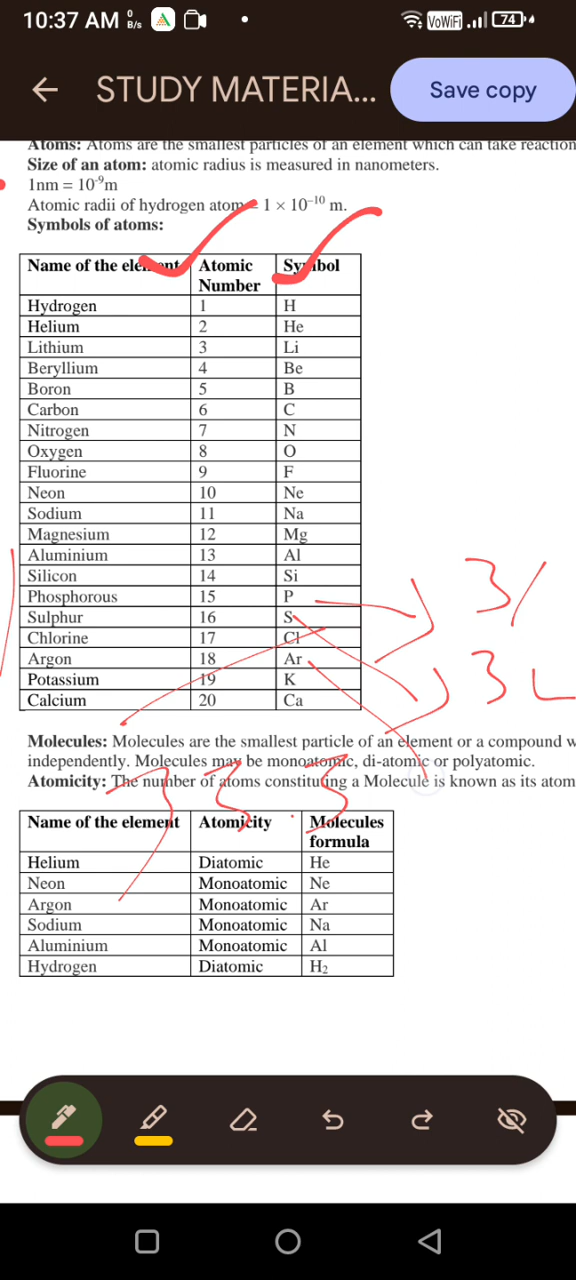 10:37 AM 0 B/s VoWiFi 74
STUDY MATERIA... Save copy
Atoms: Atoms are the smallest particles of an element which can take reaction
Size of an atom: atomic radius is measured in nanometers.
1nm = 10⁻⁹m
Atomic radii of hydrogen atom = 1 × 10⁻¹⁰ m.
Symbols of atoms:
Name of the element Atomic Number Symbol
Hydrogen 1 H
Helium 2 He
Lithium 3 Li
Beryllium 4 Be
Boron 5 B
Carbon 6 C
Nitrogen 7 N
Oxygen 8 O
Fluorine 9 F
Neon 10 Ne
Sodium 11 Na
Magnesium 12 Mg
Aluminium 13 Al
Silicon 14 Si
Phosphorous 15 P
Sulphur 16 S
Chlorine 17 Cl
Argon 18 Ar
Potassium 19 K
Calcium 20 Ca
Molecules: Molecules are the smallest particle of an element or a compound w
independently. Molecules may be monoatomic, di-atomic or polyatomic.
Atomicity: The number of atoms constituting a Molecule is known as its atom
Name of the element Atomicity Molecules formula
Helium Diatomic He
Neon Monoatomic Ne
Argon Monoatomic Ar
Sodium Monoatomic Na
Aluminium Monoatomic Al
Hydrogen Diatomic H₂